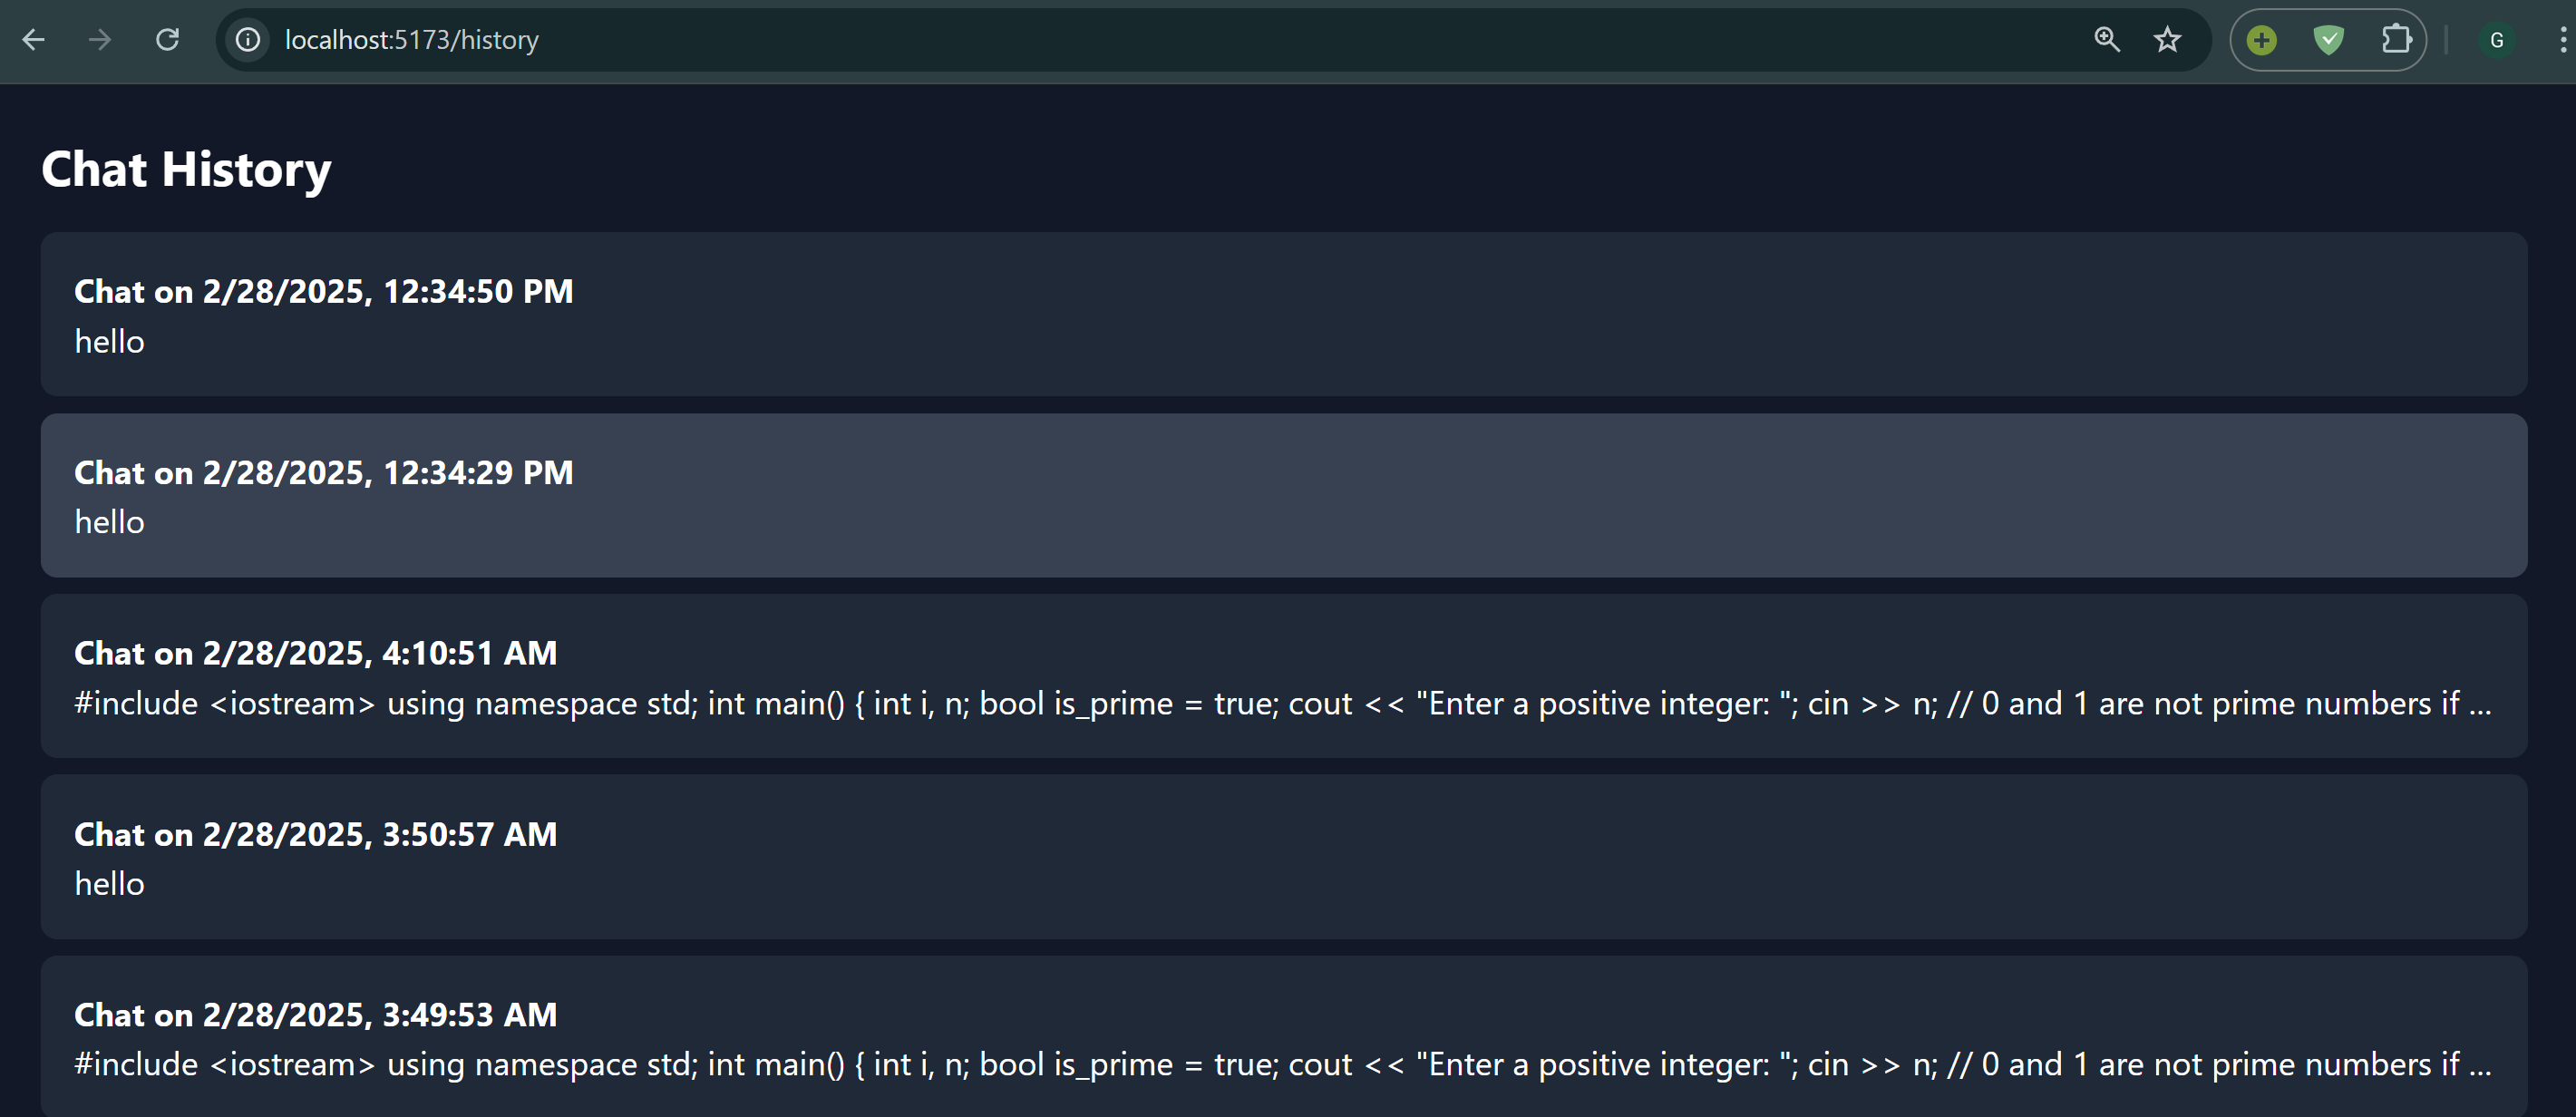 localhost:5173/history
G
Chat History
Chat on 2/28/2025, 12:34:50 PM
hello
Chat on 2/28/2025, 12:34:29 PM
hello
Chat on 2/28/2025, 4:10:51 AM
#include <iostream> using namespace std; int main() { int i, n; bool is_prime = true; cout << "Enter a positive integer: "; cin >> n; // 0 and 1 are not prime numbers if ...
Chat on 2/28/2025, 3:50:57 AM
hello
Chat on 2/28/2025, 3:49:53 AM
#include <iostream> using namespace std; int main() { int i, n; bool is_prime = true; cout << "Enter a positive integer: "; cin >> n; // 0 and 1 are not prime numbers if ...